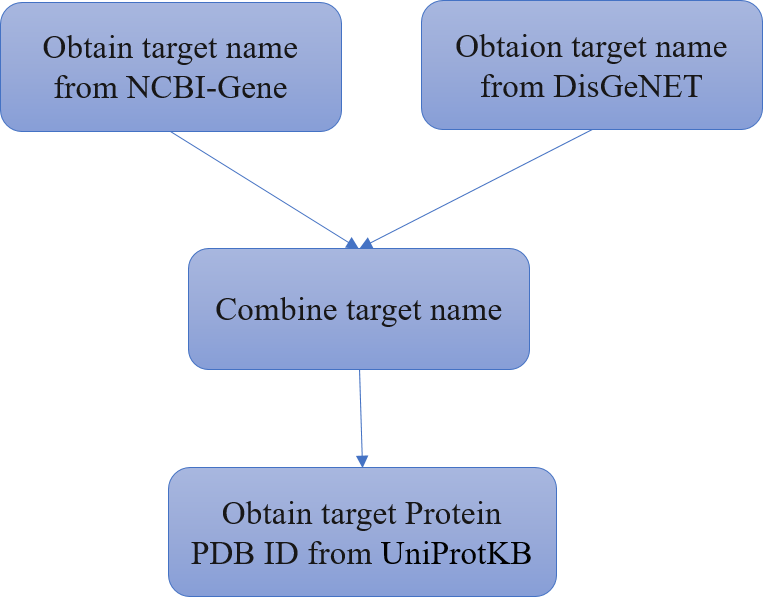 Obtain target name
from NCBI-Gene
Obtaion target name
from DisGeNET
Combine target name
Obtain target Protein
PDB ID from UniProtKB